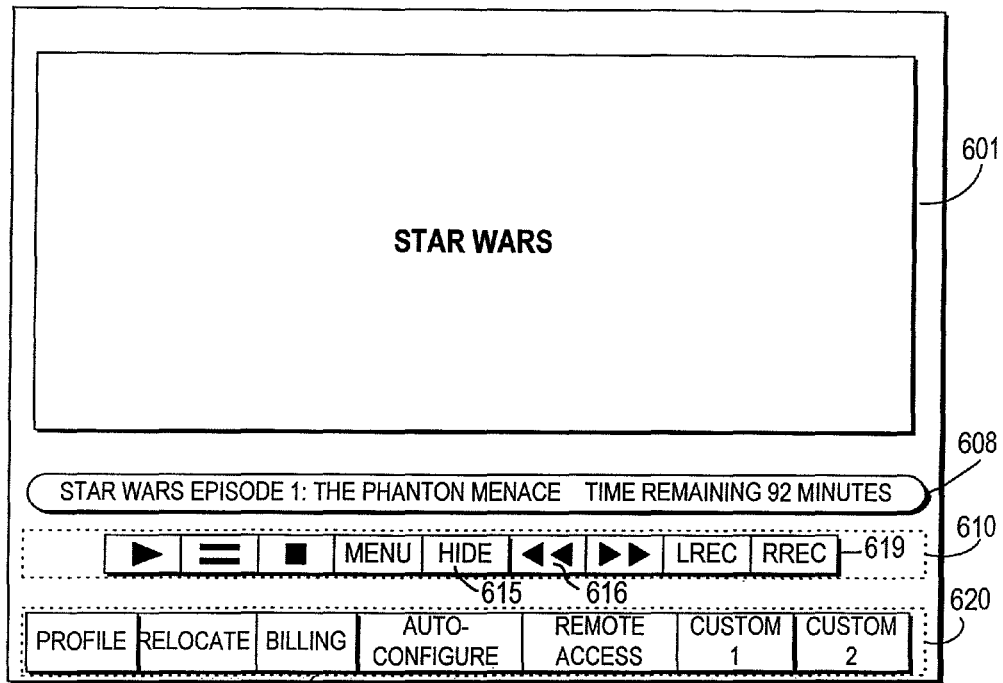 STAR WARS
601
STAR WARS EPISODE 1: THE PHANTON MENACE TIME REMAINING 92 MINUTES
608
MENU HIDE LREC RREC
619
610
615
616
PROFILE RELOCATE BILLING AUTO-CONFIGURE REMOTE ACCESS CUSTOM 1 CUSTOM 2
620